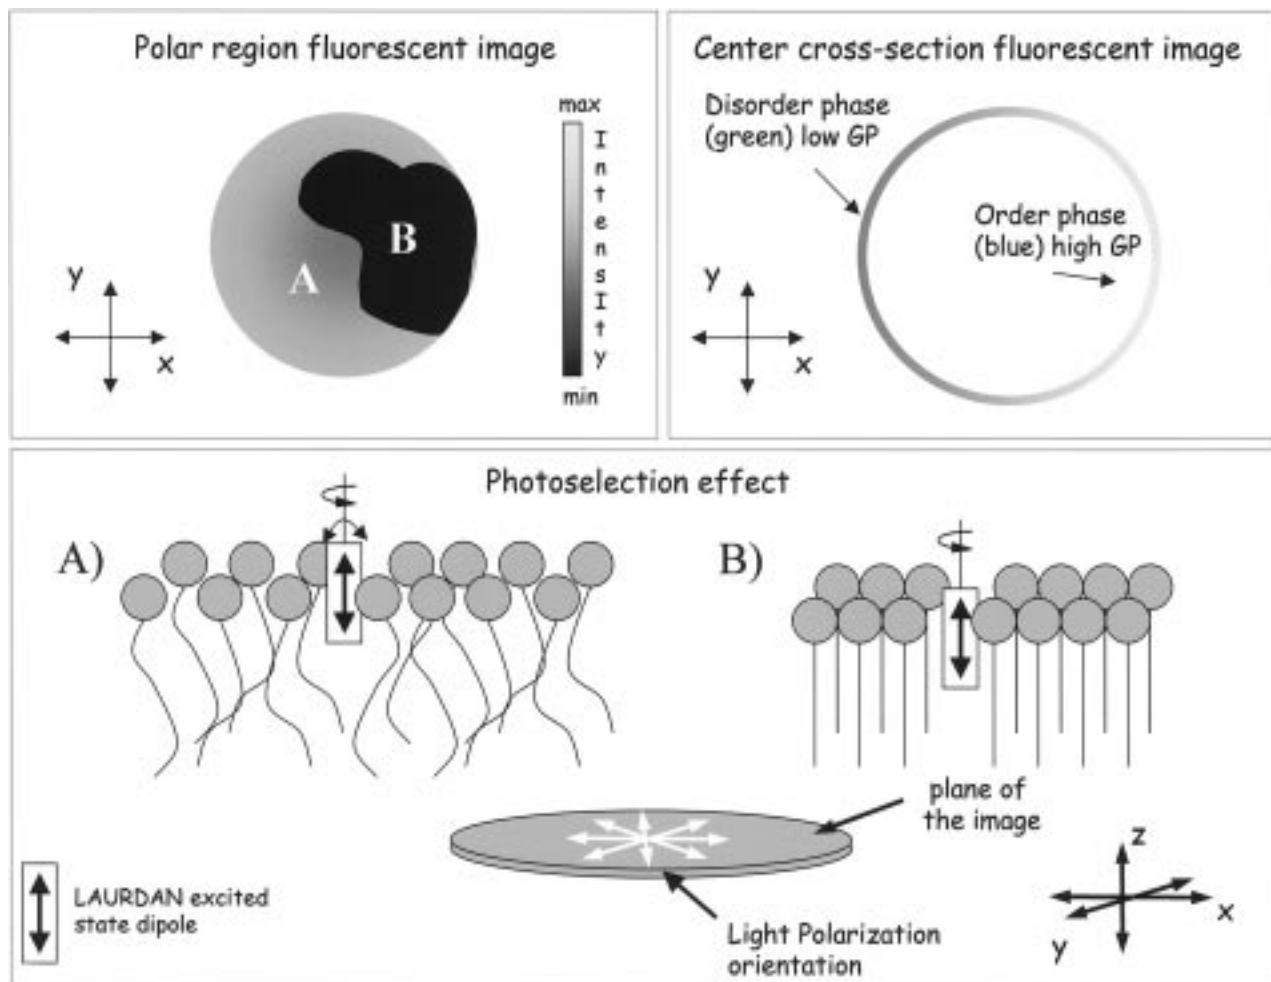 Polar region fluorescent image
max
IntensIty
min
A
B
y
x
Center cross-section fluorescent image
Disorder phase
(green) low GP
Order phase
(blue) high GP
y
x
Photoselection effect
A)
B)
plane of
the image
LAURDAN excited
state dipole
Light Polarization
orientation
z
x
y